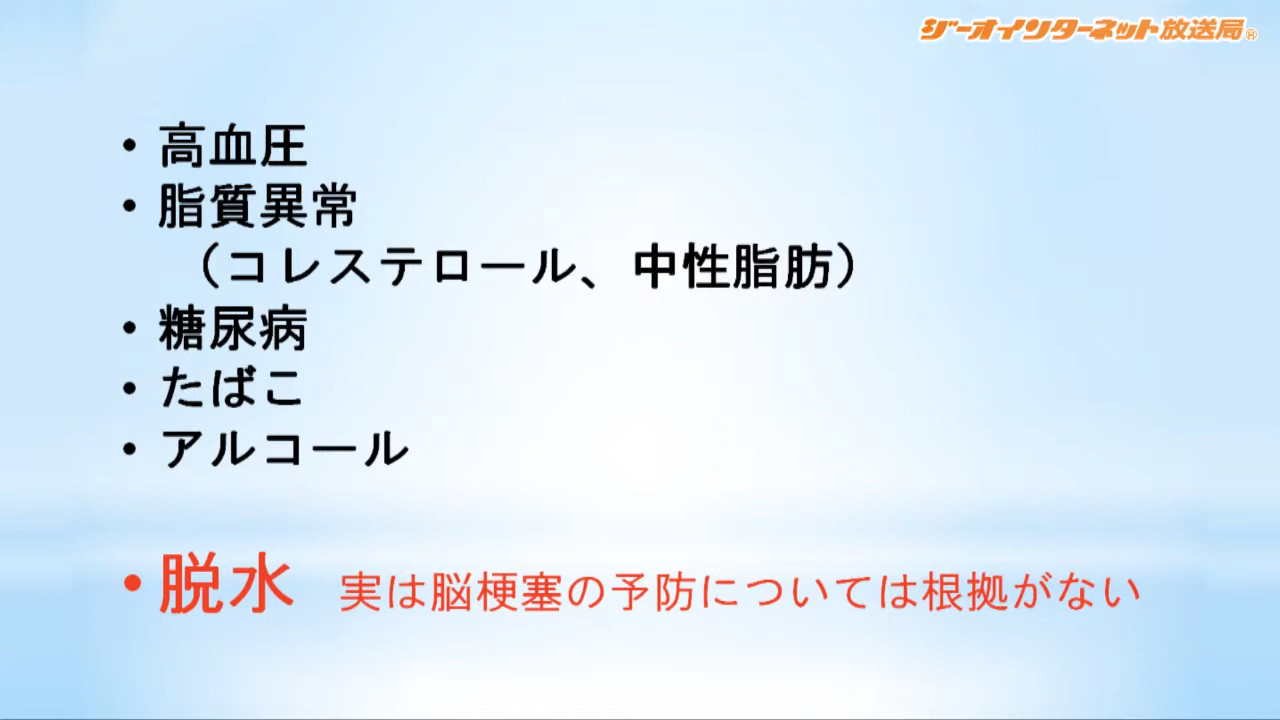 ジーオインターネット放送局®
・高血圧
・脂質異常
（コレステロール、中性脂肪）
・糖尿病
・たばこ
・アルコール
・脱水　実は脳梗塞の予防については根拠がない